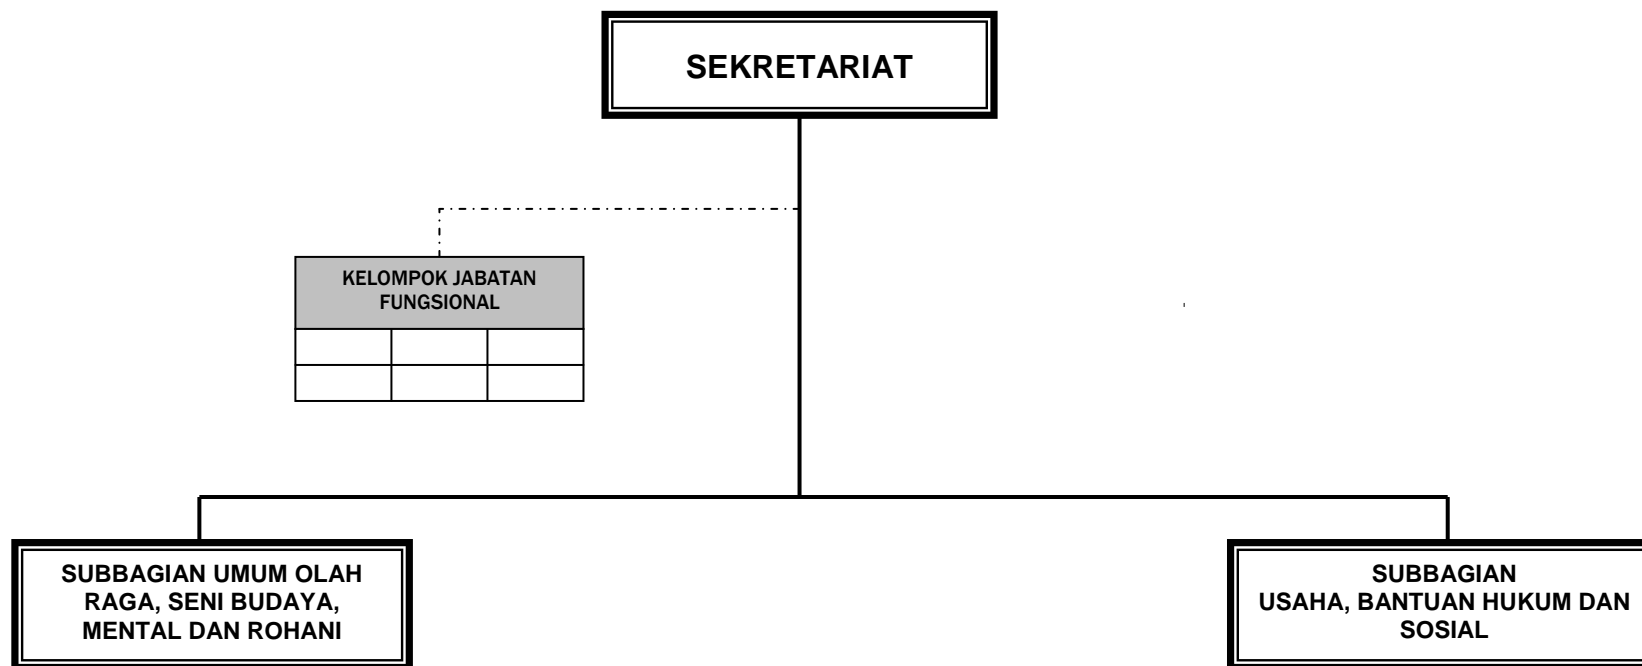 SEKRETARIAT
KELOMPOK JABATAN
FUNGSIONAL
SUBBAGIAN UMUM OLAH
RAGA, SENI BUDAYA,
MENTAL DAN ROHANI
SUBBAGIAN
USAHA, BANTUAN HUKUM DAN
SOSIAL